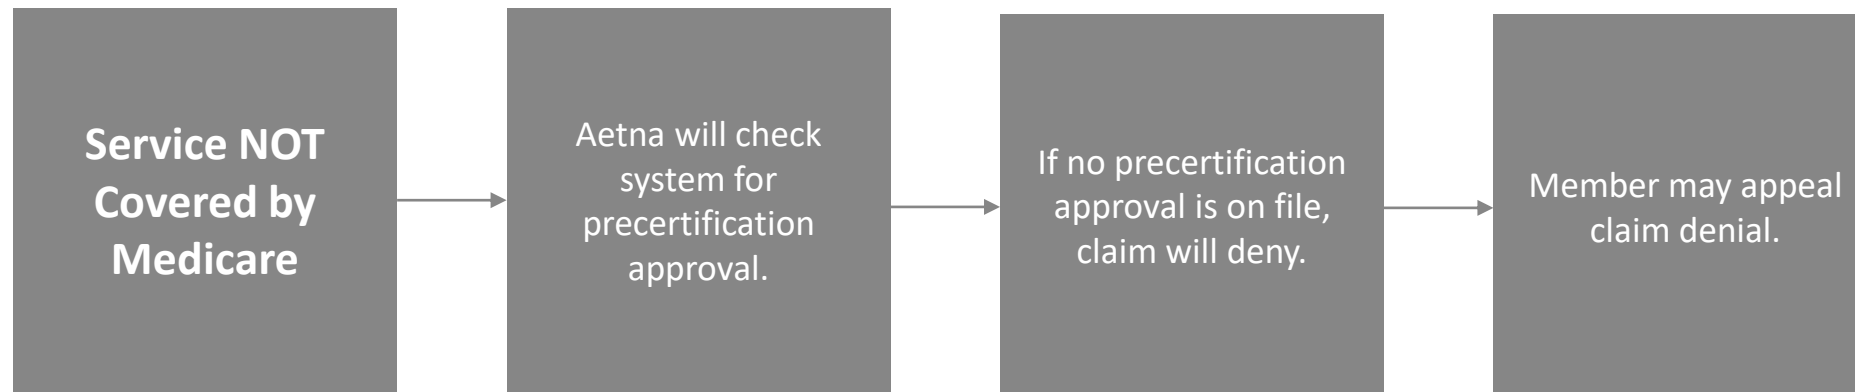 Service NOT
Covered by
Medicare
Aetna will check
system for
precertification
approval.
If no precertification
approval is on file,
claim will deny.
Member may appeal
claim denial.